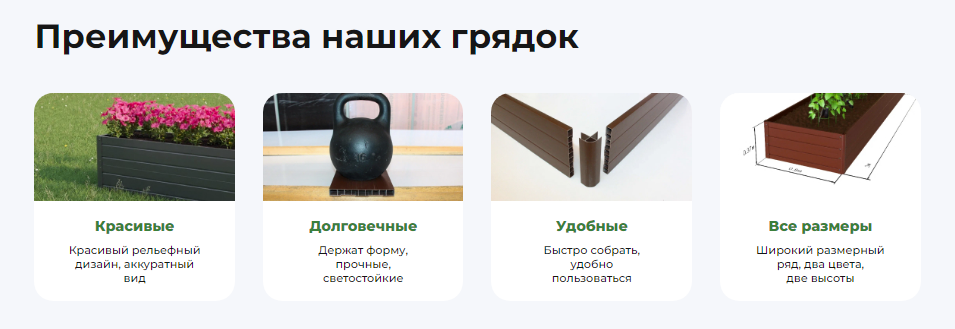 Преимущества наших грядок
Красивые
Красивый рельефный
дизайн, аккуратный
вид
Долговечные
Держат форму,
прочные,
светостойкие
Удобные
Быстро собрать,
удобно
пользоваться
Все размеры
Широкий размерный
ряд, два цвета,
две высоты